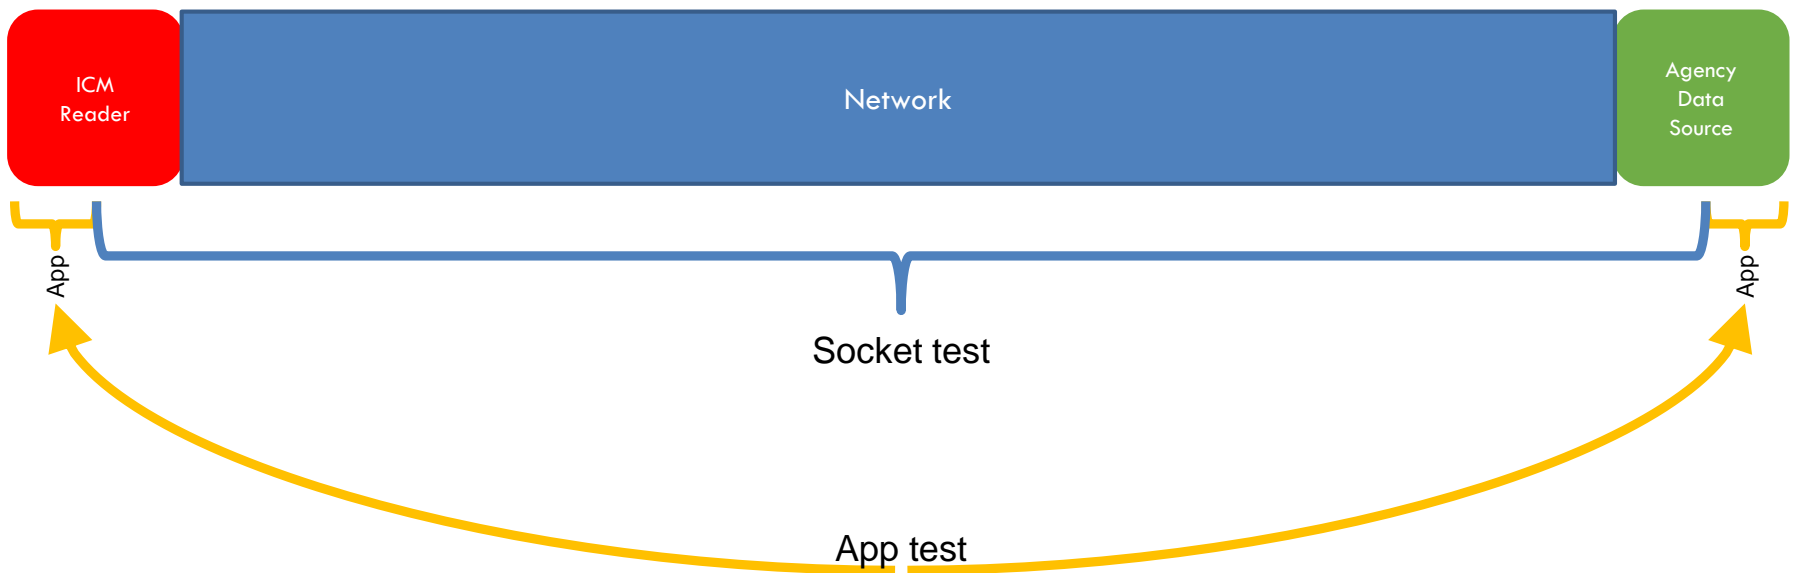 ICM
Reader
Network
Agency
Data
Source
App
App
Socket test
App test